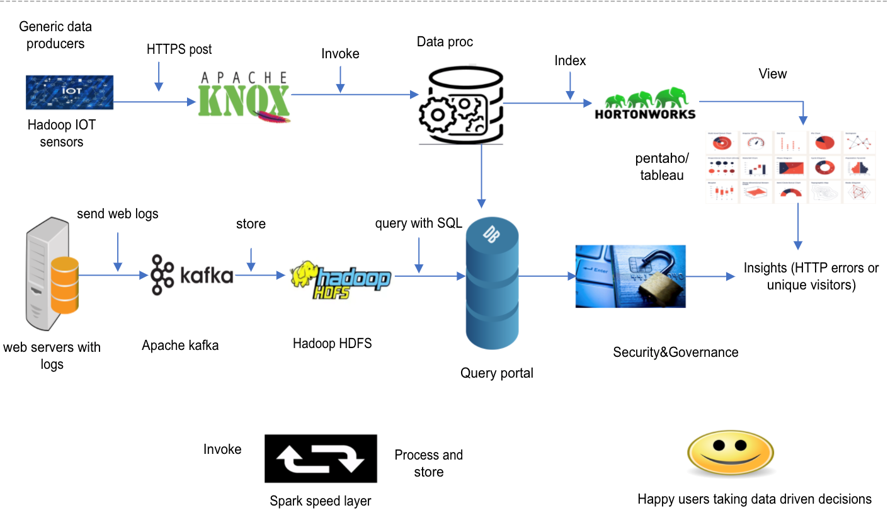 Generic data
producers
HTTPS post
Invoke
Data proc
Index
View
IOT
APACHE
KNOX
HORTONWORKS
Hadoop IOT
sensors
pentaho/
tableau
send web logs
store
query with SQL
DB
kafka
hadoop
HDFS
Enter
Insights (HTTP errors or
unique visitors)
web servers with
logs
Apache kafka
Hadoop HDFS
Security&Governance
Query portal
Invoke
Process and
store
Spark speed layer
Happy users taking data driven decisions